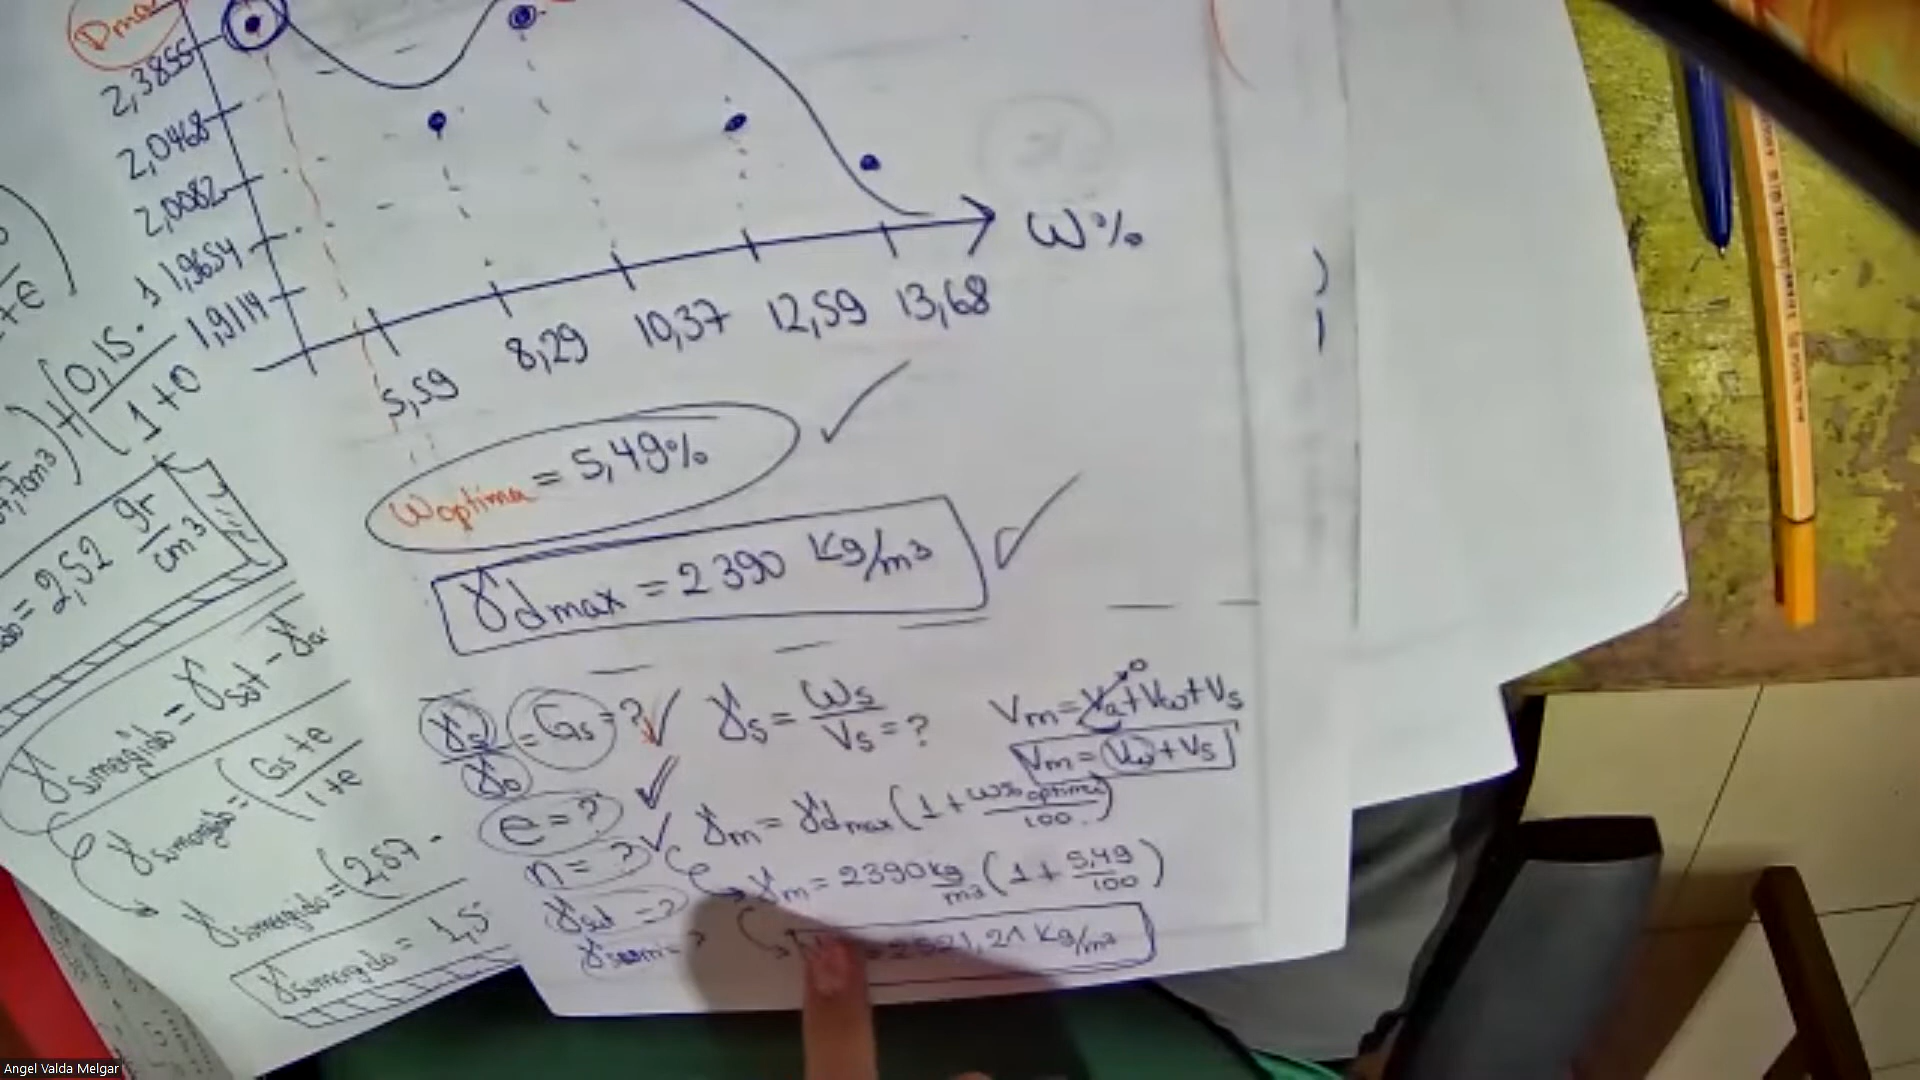 Dmax
2,3855
2,0468
2,0082
1,9654
1,9114
W%
5,59
8,29
10,37
12,59
13,68
Woptima = 5,49%
γdmax = 2390 Kg/m³
γs/γo = Gs = ? ✓
γs = Ws/Vs = ?
Vm = Va + Vw + Vs
0
Vm = Vw + Vs
e = ? ✓
n = ? ✓
γsat = ?
γsum = ?
γm = γdmax (1 + W% optima/100)
γm = 2390 Kg/m³ (1 + 5,49/100)
2521,21 Kg/m³
(0,15 · 1
1+0
= 2,52 gr/cm³
γsumergido = γsat - γa
γsumergido = (Gs + e/1 + e)
γsumergido = (2,57 -
γsumergido = 1,5
Angel Valda Melgar